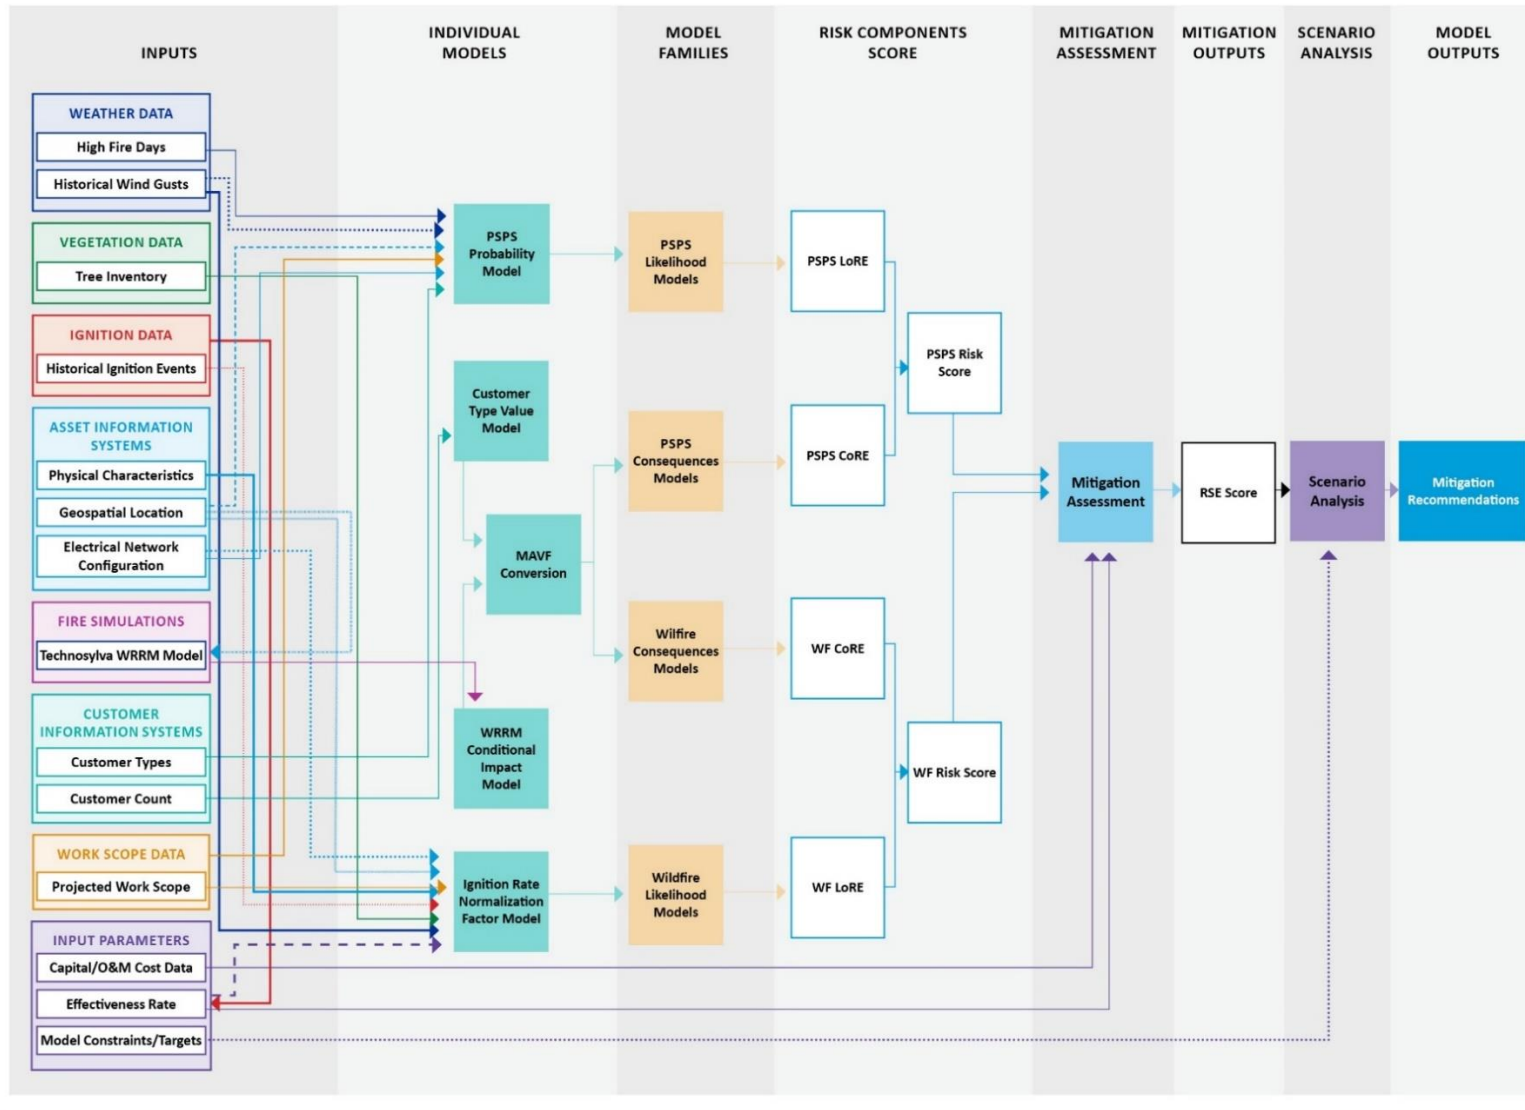 INPUTS
INDIVIDUAL
MODELS
MODEL
FAMILIES
RISK COMPONENTS
SCORE
MITIGATION
ASSESSMENT
MITIGATION
OUTPUTS
SCENARIO
ANALYSIS
MODEL
OUTPUTS
WEATHER DATA
High Fire Days
Historical Wind Gusts
VEGETATION DATA
Tree Inventory
IGNITION DATA
Historical Ignition Events
ASSET INFORMATION
SYSTEMS
Physical Characteristics
Geospatial Location
Electrical Network
Configuration
FIRE SIMULATIONS
Technosylva WRRM Model
CUSTOMER
INFORMATION SYSTEMS
Customer Types
Customer Count
WORK SCOPE DATA
Projected Work Scope
INPUT PARAMETERS
Capital/O&M Cost Data
Effectiveness Rate
Model Constraints/Targets
PSPS
Probability
Model
Customer
Type Value
Model
MAVF
Conversion
WRRM
Conditional
Impact
Model
Ignition Rate
Normalization
Factor Model
PSPS
Likelihood
Models
PSPS
Consequences
Models
Wilfire
Consequences
Models
Wildfire
Likelihood
Models
PSPS LoRE
PSPS CoRE
WF CoRE
WF LoRE
PSPS Risk
Score
WF Risk Score
Mitigation
Assessment
RSE Score
Scenario
Analysis
Mitigation
Recommendations